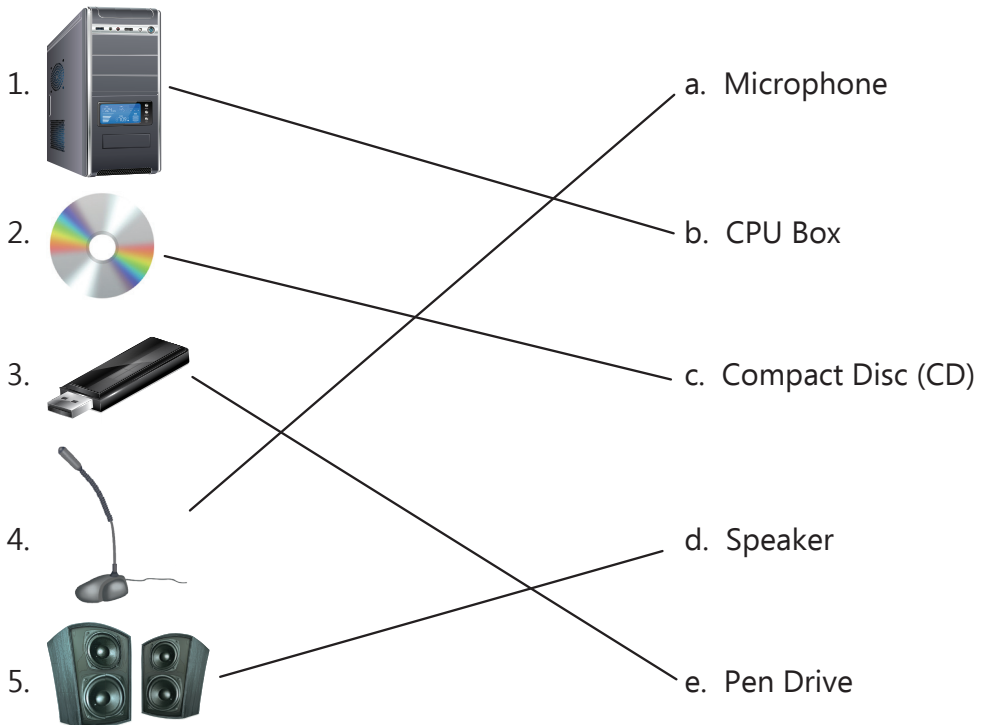 1.
a. Microphone
2.
b. CPU Box
3.
c. Compact Disc (CD)
4.
d. Speaker
5.
e. Pen Drive